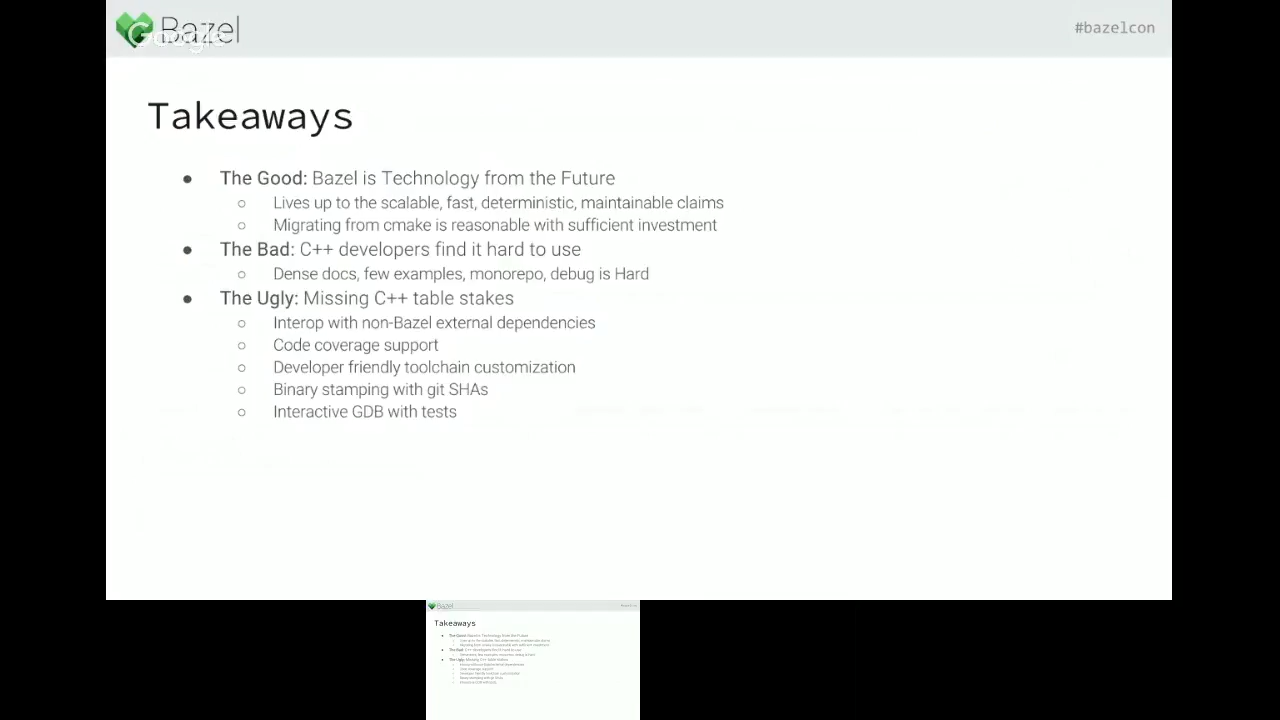 Bazel
Google
#bazelcon
Takeaways
● The Good: Bazel is Technology from the Future
○ Lives up to the scalable, fast, deterministic, maintainable claims
○ Migrating from cmake is reasonable with sufficient investment
● The Bad: C++ developers find it hard to use
○ Dense docs, few examples, monorepo, debug is Hard
● The Ugly: Missing C++ table stakes
○ Interop with non-Bazel external dependencies
○ Code coverage support
○ Developer friendly toolchain customization
○ Binary stamping with git SHAs
○ Interactive GDB with tests
Bazel
Takeaways